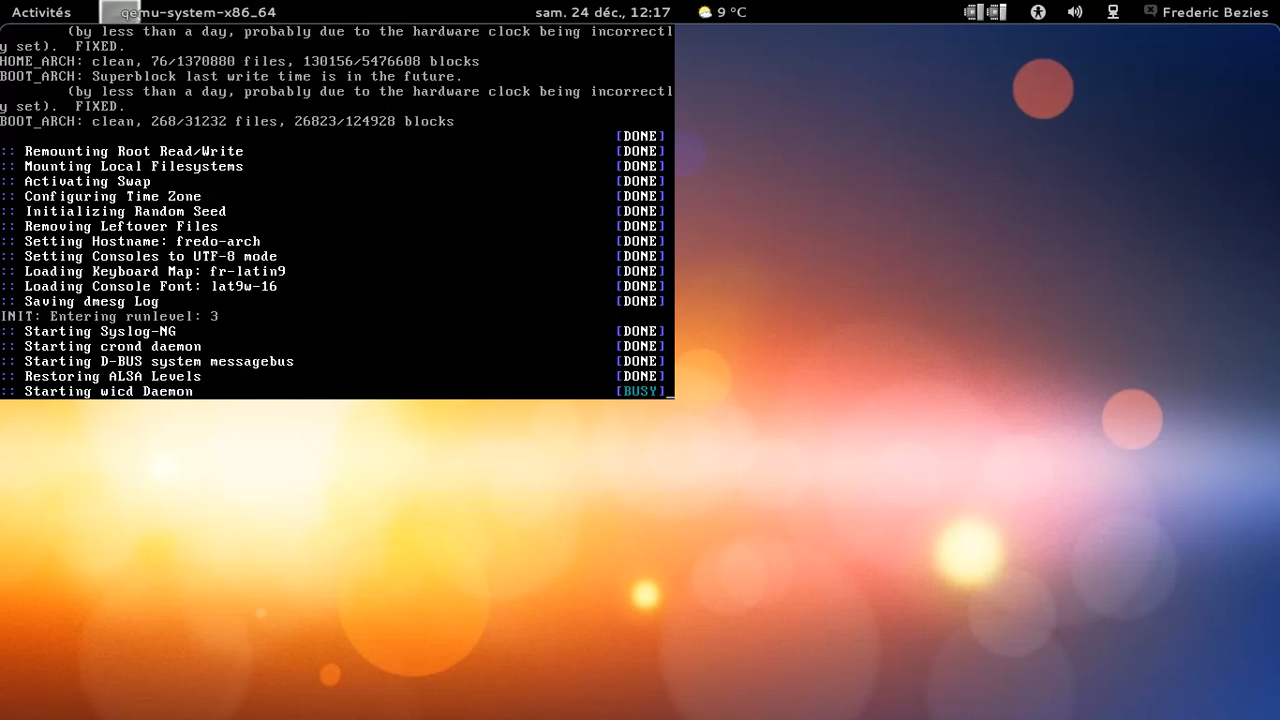 Activités qemu-system-x86_64 sam. 24 déc., 12:17 9 °C Frederic Bezies
(by less than a day, probably due to the hardware clock being incorrectl
y set).  FIXED.
HOME_ARCH: clean, 76/1370880 files, 130156/5476608 blocks
BOOT_ARCH: Superblock last write time is in the future.
(by less than a day, probably due to the hardware clock being incorrectl
y set).  FIXED.
BOOT_ARCH: clean, 268/31232 files, 26823/124928 blocks
[DONE]
:: Remounting Root Read/Write [DONE]
:: Mounting Local Filesystems [DONE]
:: Activating Swap [DONE]
:: Configuring Time Zone [DONE]
:: Initializing Random Seed [DONE]
:: Removing Leftover Files [DONE]
:: Setting Hostname: fredo-arch [DONE]
:: Setting Consoles to UTF-8 mode [DONE]
:: Loading Keyboard Map: fr-latin9 [DONE]
:: Loading Console Font: lat9w-16 [DONE]
:: Saving dmesg Log [DONE]
INIT: Entering runlevel: 3
:: Starting Syslog-NG [DONE]
:: Starting crond daemon [DONE]
:: Starting D-BUS system messagebus [DONE]
:: Restoring ALSA Levels [DONE]
:: Starting wicd Daemon [BUSY]_